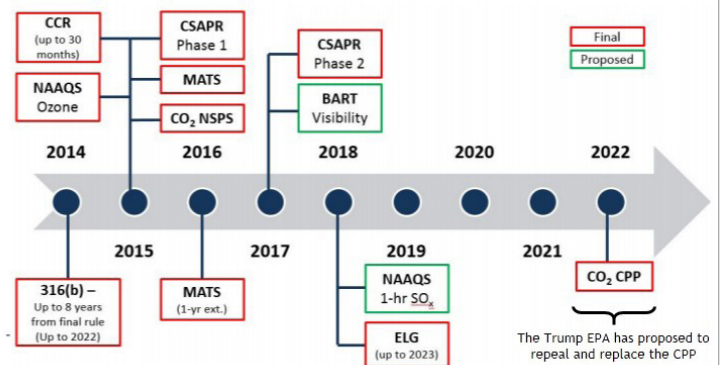 CCR
(up to 30
months)
CSAPR
Phase 1
NAAQS
Ozone
MATS
CO₂ NSPS
CSAPR
Phase 2
BART
Visibility
Final
Proposed
2014
2016
2018
2020
2022
2015
2017
2019
2021
316(b) –
Up to 8 years
from final rule
(Up to 2022)
MATS
(1-yr ext.)
NAAQS
1-hr SOₓ
ELG
(up to 2023)
CO₂ CPP
The Trump EPA has proposed to
repeal and replace the CPP